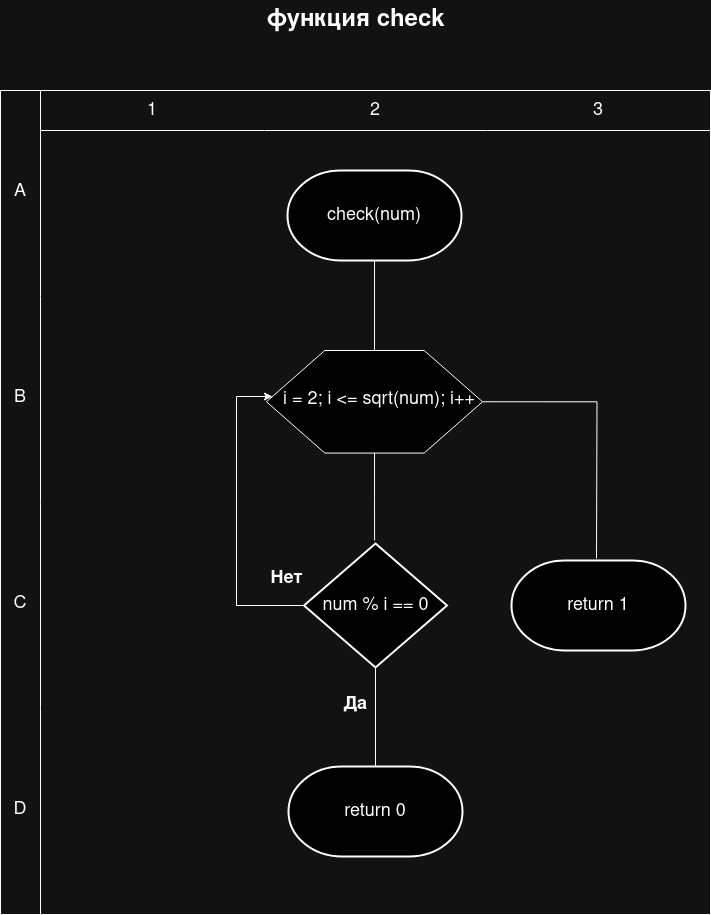 функция check
1
2
3
A
check(num)
B
i = 2; i <= sqrt(num); i++
Нет
C
num % i == 0
return 1
Да
D
return 0